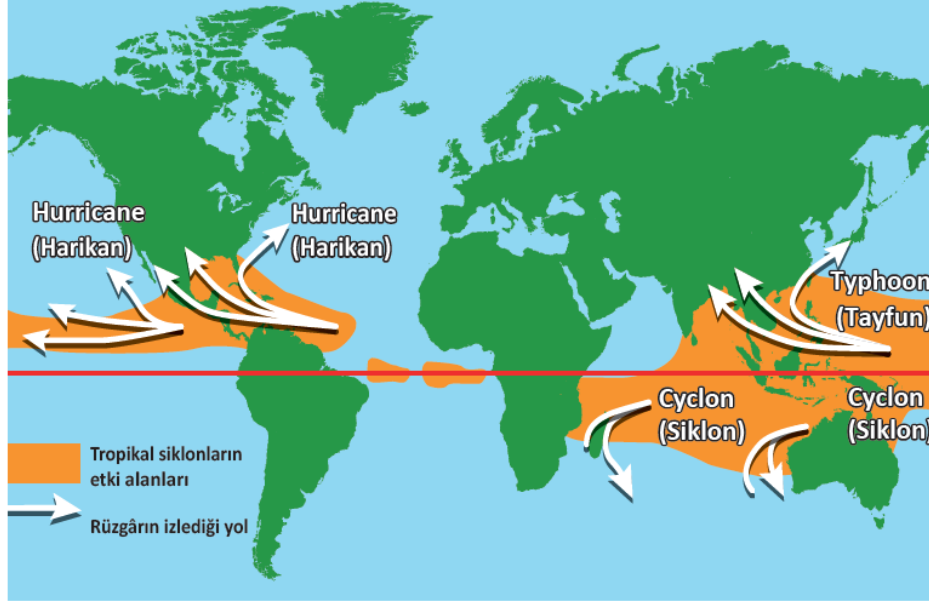 Hurricane
(Harikan)
Hurricane
(Harikan)
Typhoon
(Tayfun)
Cyclon
(Siklon)
Cyclon
(Siklon)
Tropikal siklonların
etki alanları
Rüzgârın izlediği yol